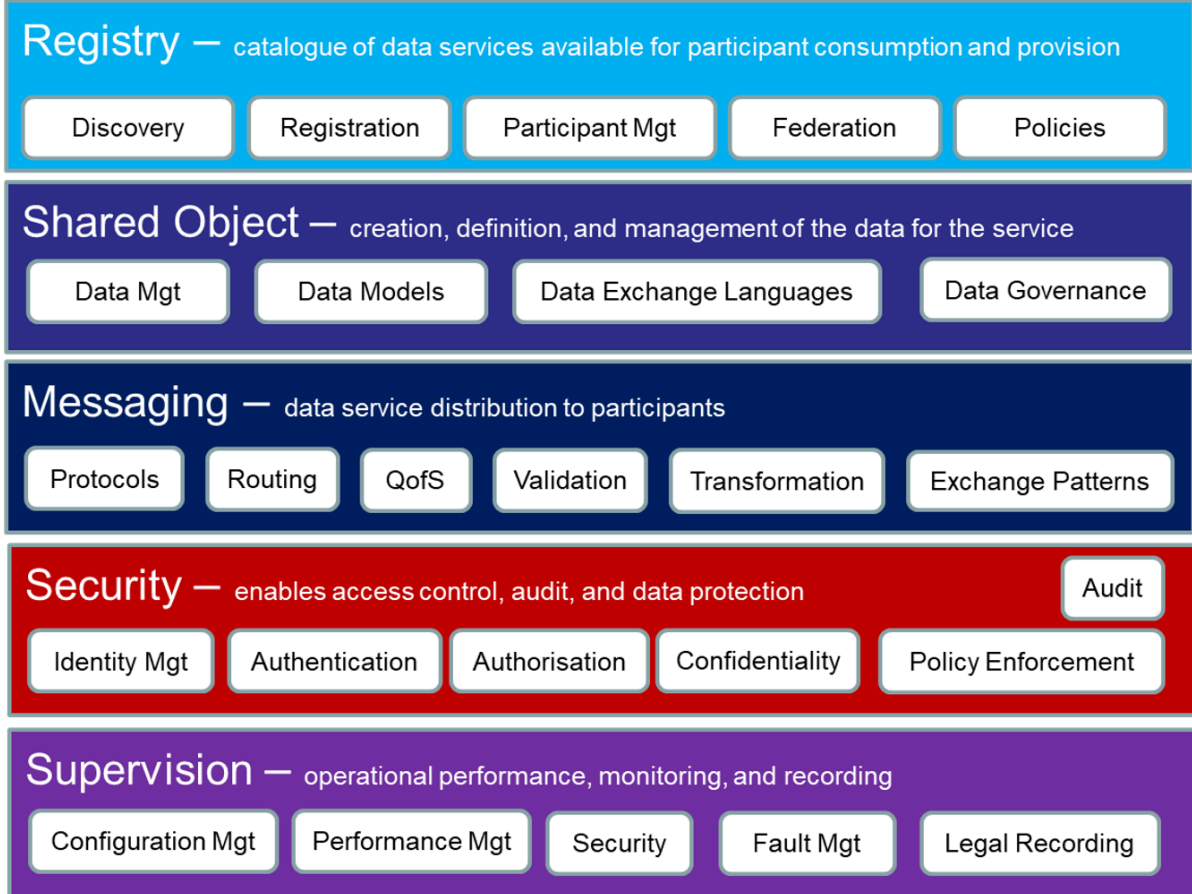 Registry – catalogue of data services available for participant consumption and provision
Discovery Registration Participant Mgt Federation Policies
Shared Object – creation, definition, and management of the data for the service
Data Mgt Data Models Data Exchange Languages Data Governance
Messaging – data service distribution to participants
Protocols Routing QofS Validation Transformation Exchange Patterns
Security – enables access control, audit, and data protection Audit
Identity Mgt Authentication Authorisation Confidentiality Policy Enforcement
Supervision – operational performance, monitoring, and recording
Configuration Mgt Performance Mgt Security Fault Mgt Legal Recording